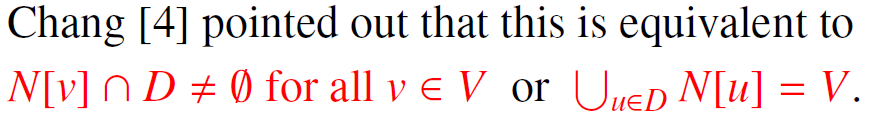 Chang [4] pointed out that this is equivalent to
N[v] ∩ D ≠ ∅ for all v ∈ V or ⋃u∈D N[u] = V.